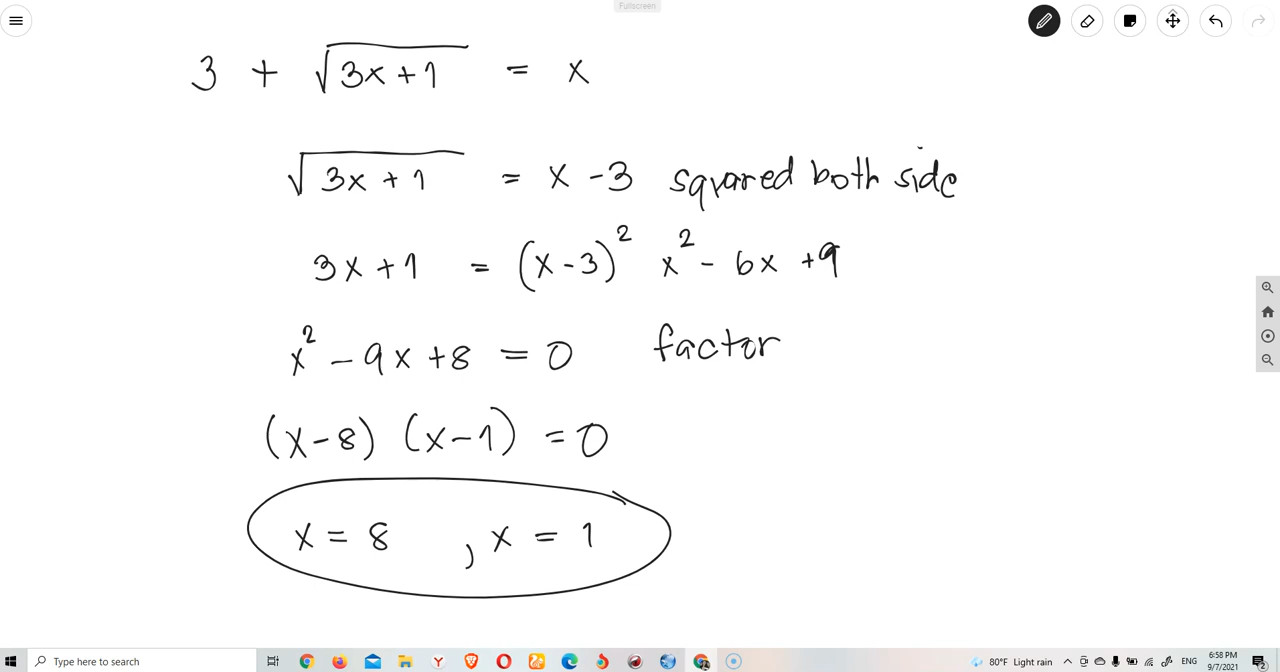 Fullscreen
3 + √(3x+1) = x
√(3x+1) = x - 3 squared both side
3x + 1 = (x-3)² x² - 6x + 9
x² - 9x + 8 = 0 factor
(x-8) (x-1) = 0
x = 8 , x = 1
Type here to search
80°F Light rain
ENG
6:58 PM
9/7/2021
2